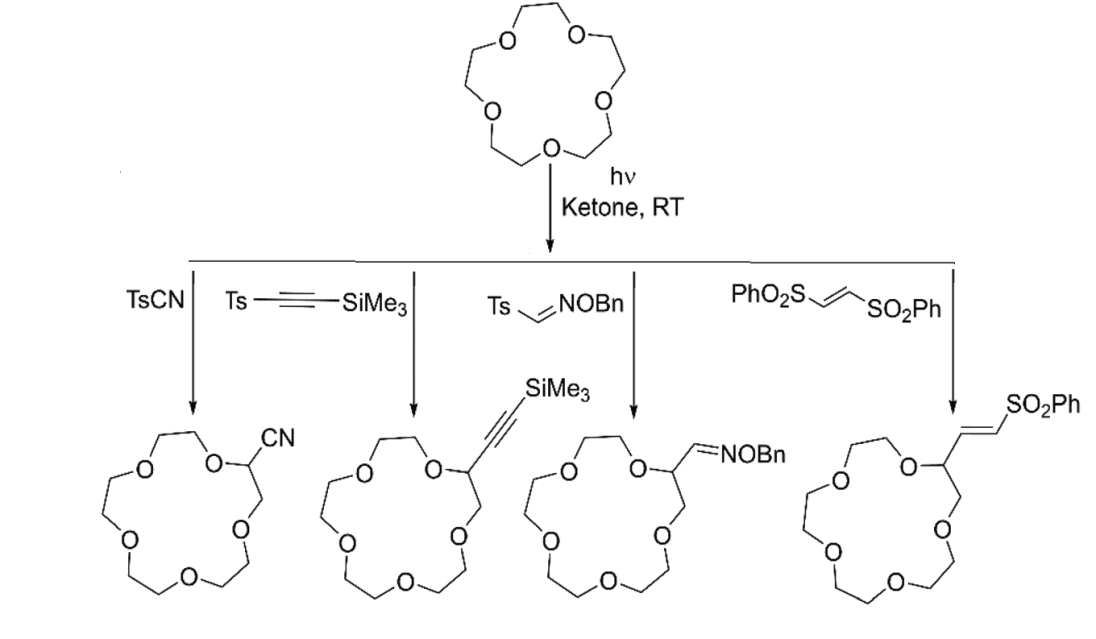 O O
O O
O
hν
Ketone, RT
TsCN
Ts SiMe3
Ts NOBn
PhO2S
SO2Ph
SiMe3
SO2Ph
CN
NOBn
O O
O O
O
O O
O O
O
O O
O O
O
O O
O O
O